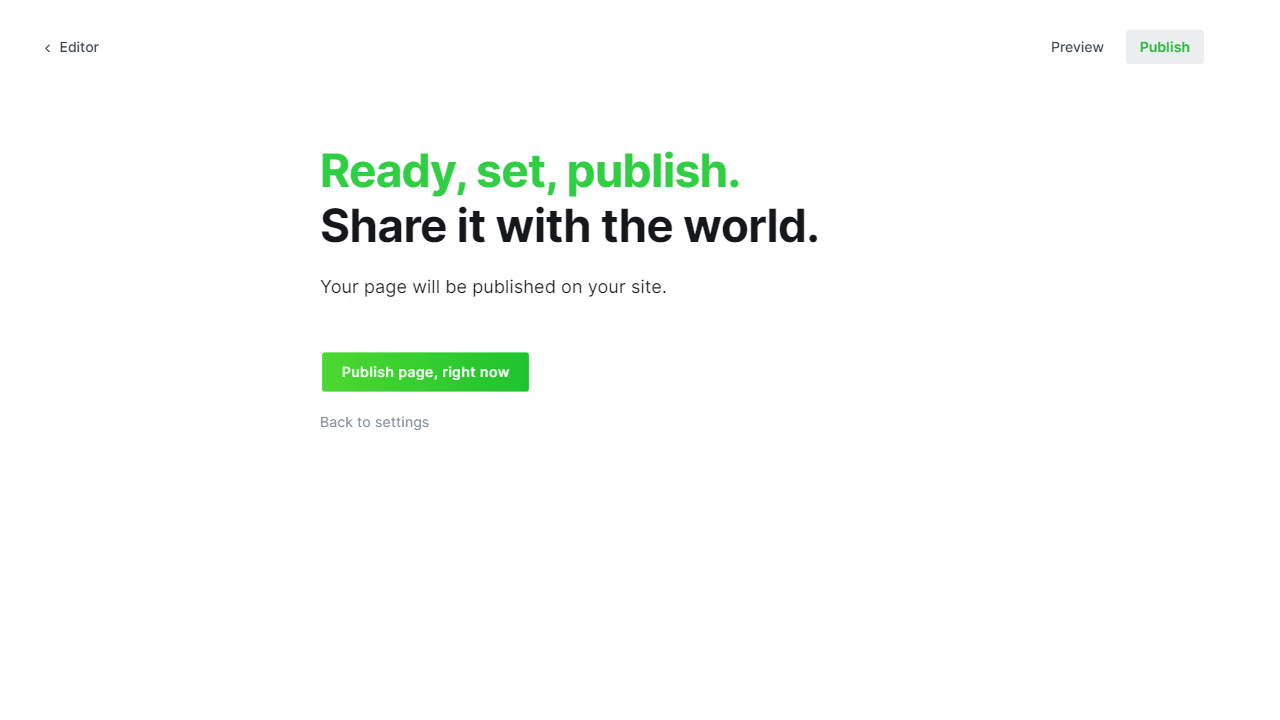 Editor
Preview
Publish
Ready, set, publish.
Share it with the world.
Your page will be published on your site.
Publish page, right now
Back to settings